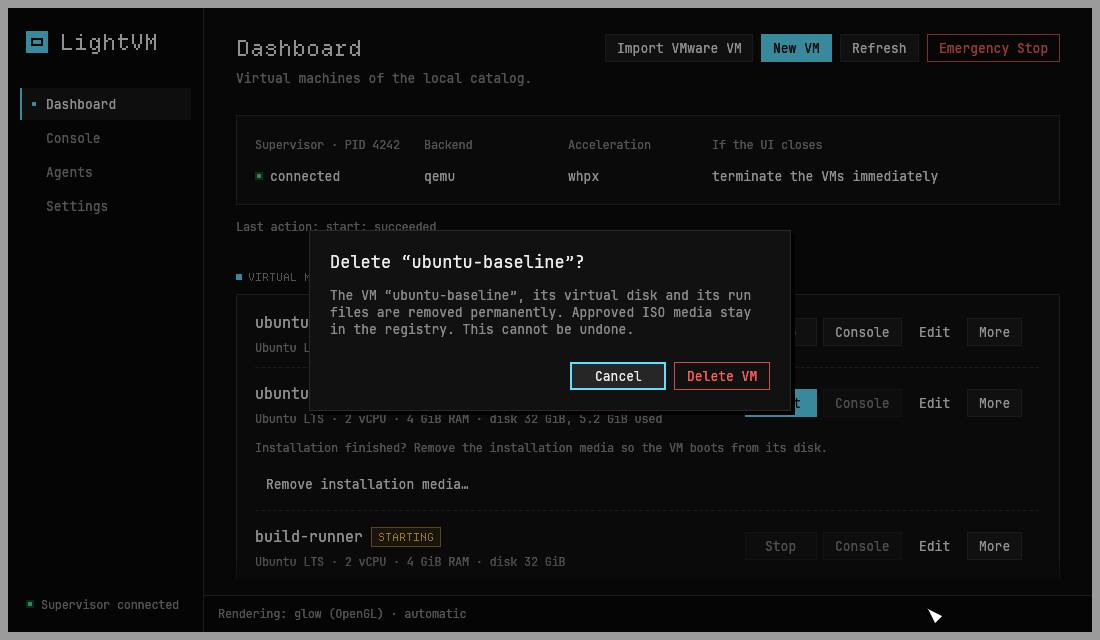 LightVM
Dashboard
Console
Agents
Settings
Supervisor connected
Dashboard
Virtual machines of the local catalog.
Import VMware VM
New VM
Refresh
Emergency Stop
Supervisor · PID 4242 Backend Acceleration If the UI closes
connected qemu whpx terminate the VMs immediately
Last action: start: succeeded
VIRTUAL
Delete “ubuntu-baseline”?
The VM “ubuntu-baseline”, its virtual disk and its run
files are removed permanently. Approved ISO media stay
in the registry. This cannot be undone.
Cancel Delete VM
ubuntu
Ubuntu
Console Edit More
ubuntu
Ubuntu LTS · 2 vCPU · 4 GiB RAM · disk 32 GiB, 5.2 GiB used
Console Edit More
Installation finished? Remove the installation media so the VM boots from its disk.
Remove installation media…
build-runner STARTING
Ubuntu LTS · 2 vCPU · 4 GiB RAM · disk 32 GiB
Stop Console Edit More
Rendering: glow (OpenGL) · automatic